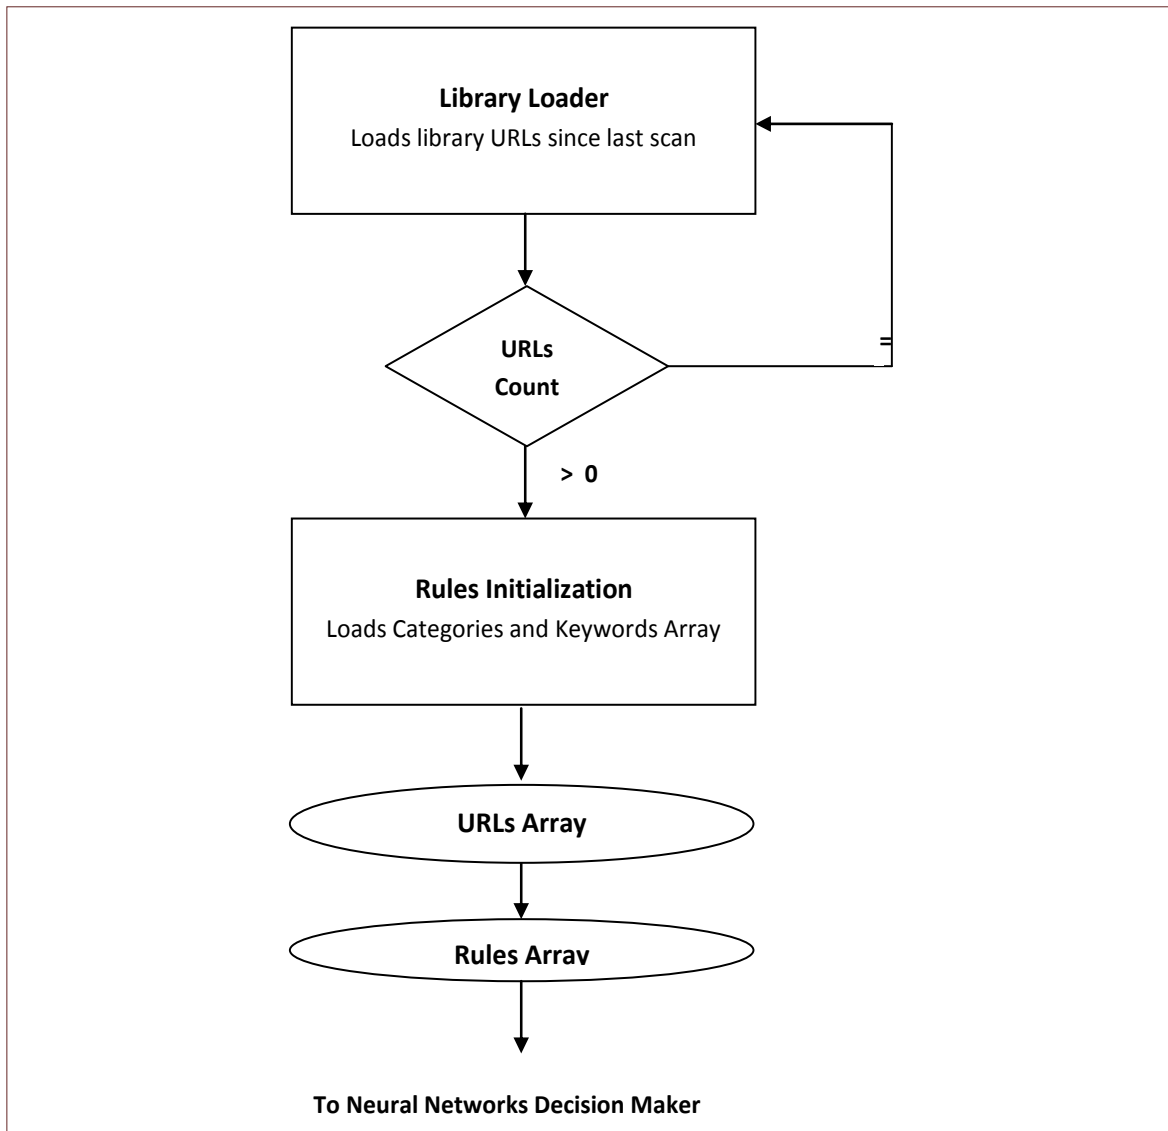 Library Loader
Loads library URLs since last scan
URLs
Count
=
> 0
Rules Initialization
Loads Categories and Keywords Array
URLs Array
Rules Array
To Neural Networks Decision Maker